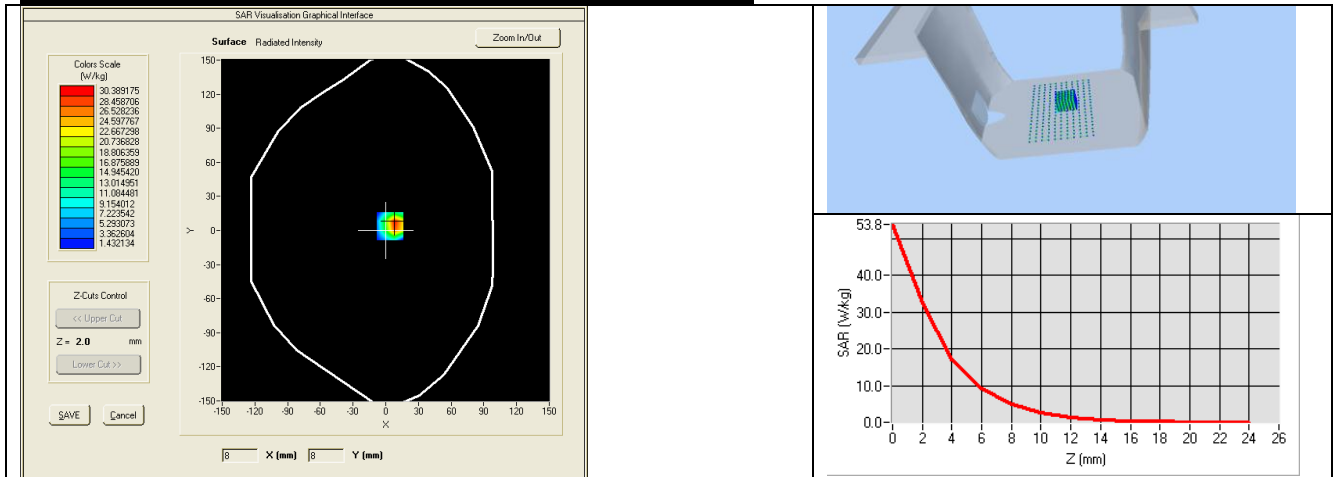 SAR Visualisation Graphical Interface
Surface Radiated Intensity
Zoom In/Out
Colors Scale
(W/kg)
30.389175
28.458706
26.528236
24.597767
22.667298
20.736828
18.806359
16.875889
14.945420
13.014951
11.084481
9.154012
7.223542
5.293073
3.362604
1.432134
Z-Cuts Control
<< Upper Cut
Z = 2.0 mm
Lower Cut >>
SAVE Cancel
150
120
90
60
30
0
-30
-60
-90
-120
-150
Y
-150 -120 -90 -60 -30 0 30 60 90 120 150
X
8 X (mm) 8 Y (mm)
53.8
40.0
30.0
20.0
10.0
0.0
SAR (W/kg)
0 2 4 6 8 10 12 14 16 18 20 22 24 26
Z (mm)